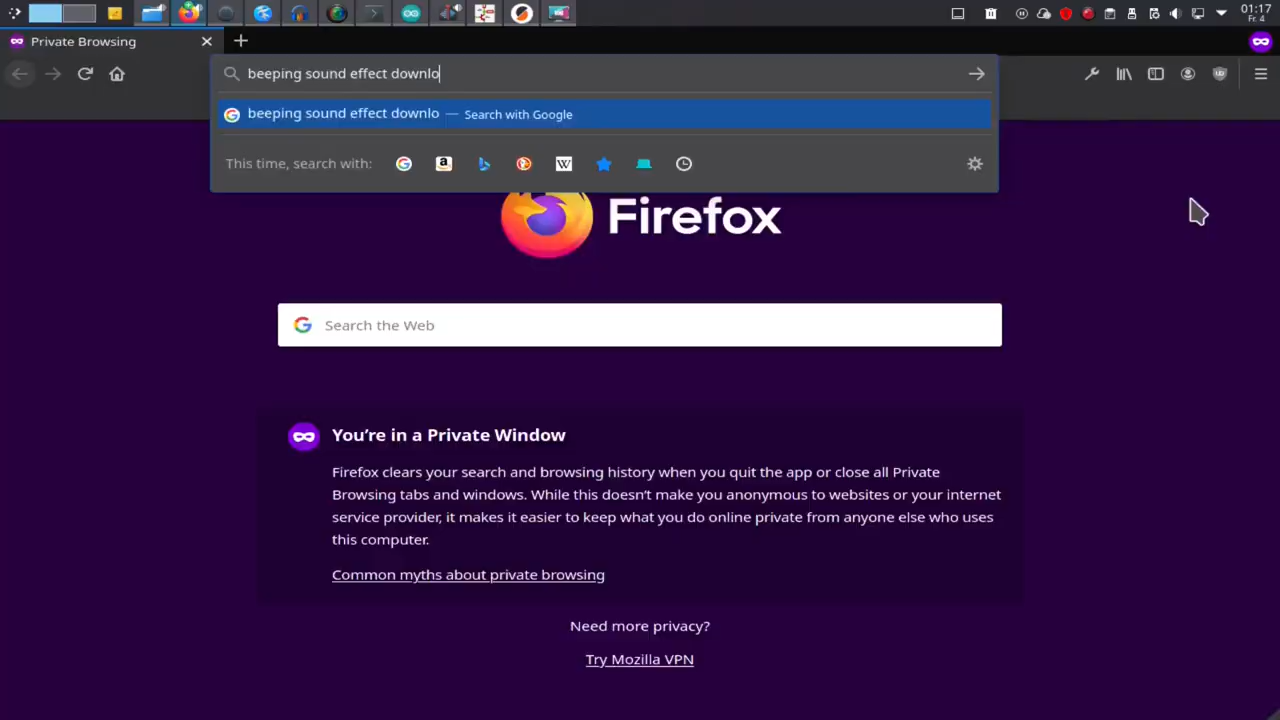 01:17
Fr. 4
Private Browsing
beeping sound effect downlo
beeping sound effect downlo — Search with Google
This time, search with:
Firefox
Search the Web
You’re in a Private Window
Firefox clears your search and browsing history when you quit the app or close all Private
Browsing tabs and windows. While this doesn’t make you anonymous to websites or your internet
service provider, it makes it easier to keep what you do online private from anyone else who uses
this computer.
Common myths about private browsing
Need more privacy?
Try Mozilla VPN